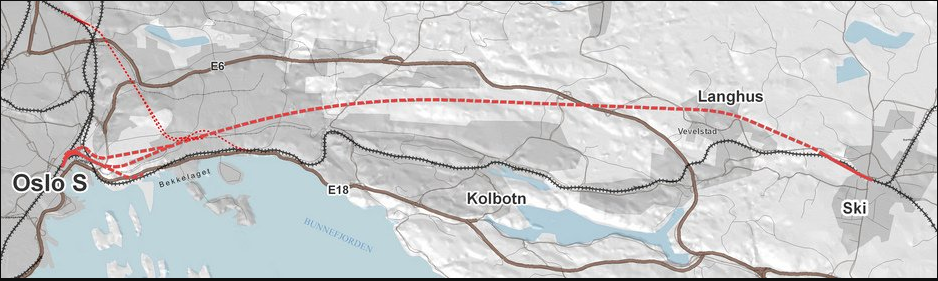 E6
Langhus
Vevelstad
Oslo S
Bekkelaget
E18
Kolbotn
Ski
BUNNEFJORDEN